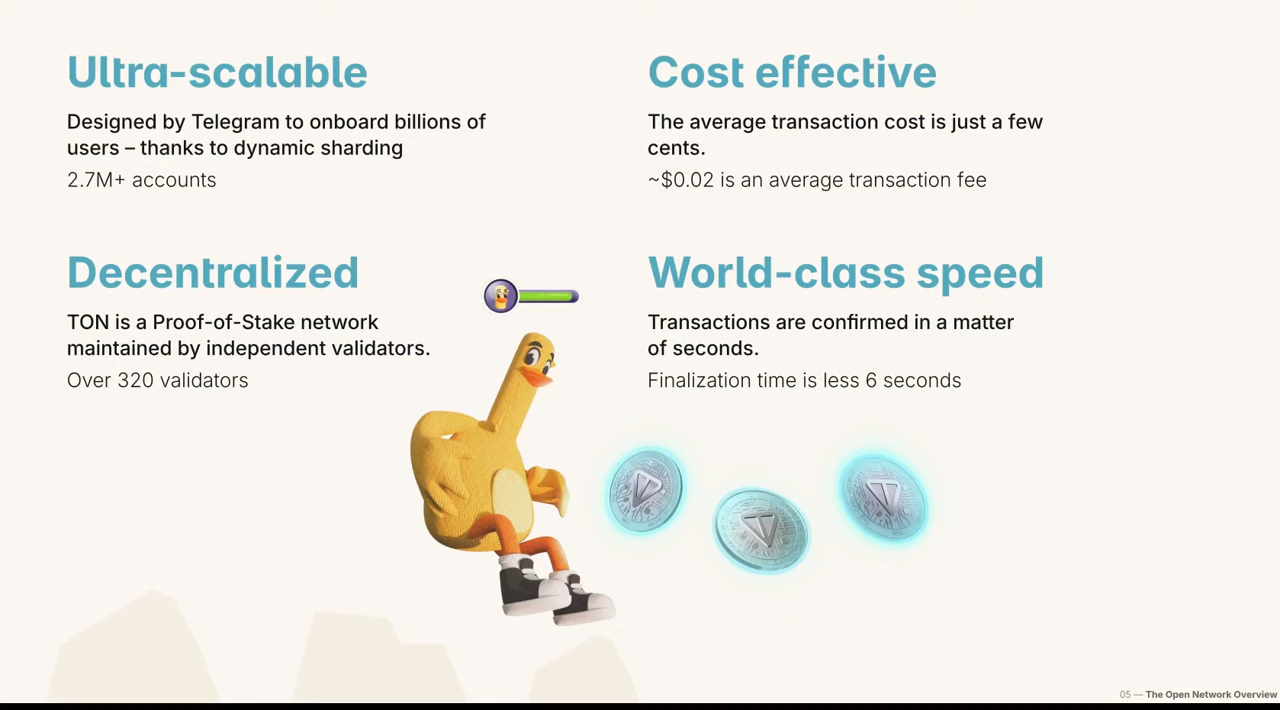 Ultra-scalable
Designed by Telegram to onboard billions of
users – thanks to dynamic sharding
2.7M+ accounts
Cost effective
The average transaction cost is just a few
cents.
~$0.02 is an average transaction fee
Decentralized
TON is a Proof-of-Stake network
maintained by independent validators.
Over 320 validators
World-class speed
Transactions are confirmed in a matter
of seconds.
Finalization time is less 6 seconds
05 — The Open Network Overview